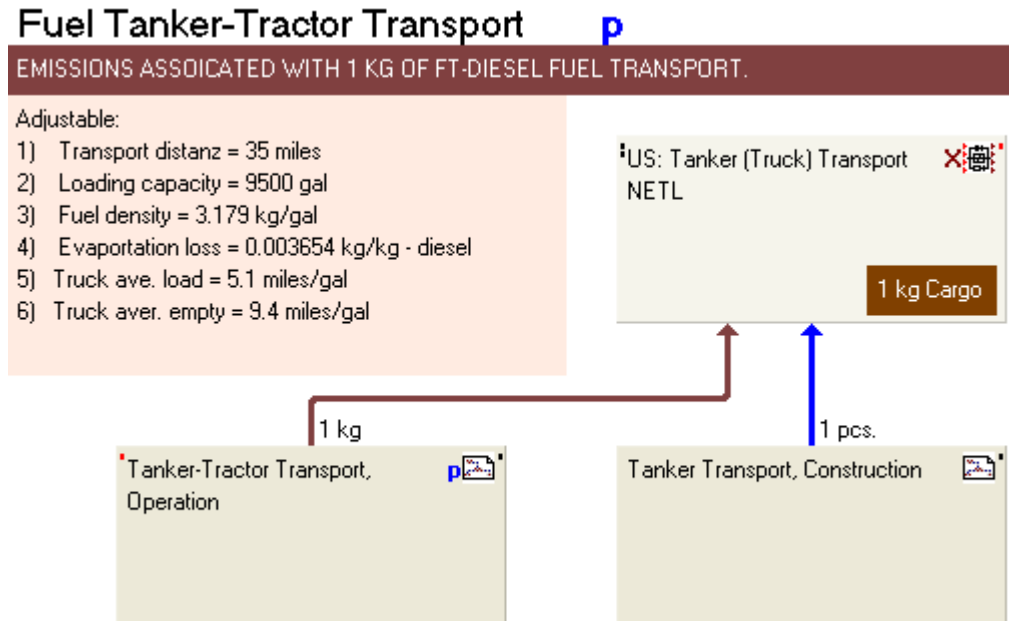 Fuel Tanker-Tractor Transport p
EMISSIONS ASSOICATED WITH 1 KG OF FT-DIESEL FUEL TRANSPORT.
Adjustable:
1) Transport distanz = 35 miles
2) Loading capacity = 9500 gal
3) Fuel density = 3.179 kg/gal
4) Evaportation loss = 0.003654 kg/kg - diesel
5) Truck ave. load = 5.1 miles/gal
6) Truck aver. empty = 9.4 miles/gal
US: Tanker (Truck) Transport
NETL
1 kg Cargo
1 kg
1 pcs.
Tanker-Tractor Transport, p
Operation
Tanker Transport, Construction